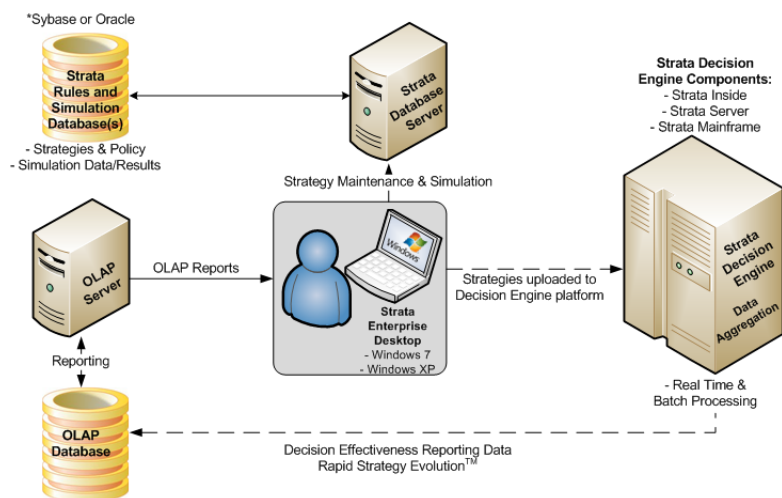 *Sybase or Oracle
Strata
Rules and
Simulation
Database(s)
- Strategies & Policy
- Simulation Data/Results
Strata
Database
Server
Strategy Maintenance & Simulation
Strata Decision
Engine Components:
- Strata Inside
- Strata Server
- Strata Mainframe
Strata
Decision
Engine
Data
Aggregation
- Real Time &
Batch Processing
OLAP
Server
OLAP Reports
Windows
Strata
Enterprise
Desktop
- Windows 7
- Windows XP
Strategies uploaded to
Decision Engine platform
Reporting
OLAP
Database
Decision Effectiveness Reporting Data
Rapid Strategy Evolution™